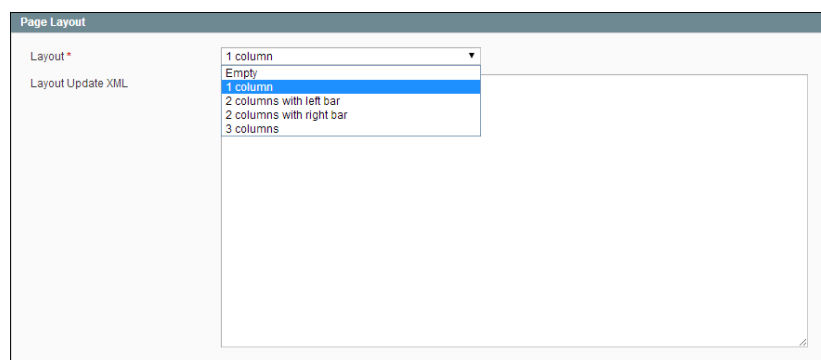 Page Layout
Layout *
1 column
Empty
Layout Update XML
1 column
2 columns with left bar
2 columns with right bar
3 columns